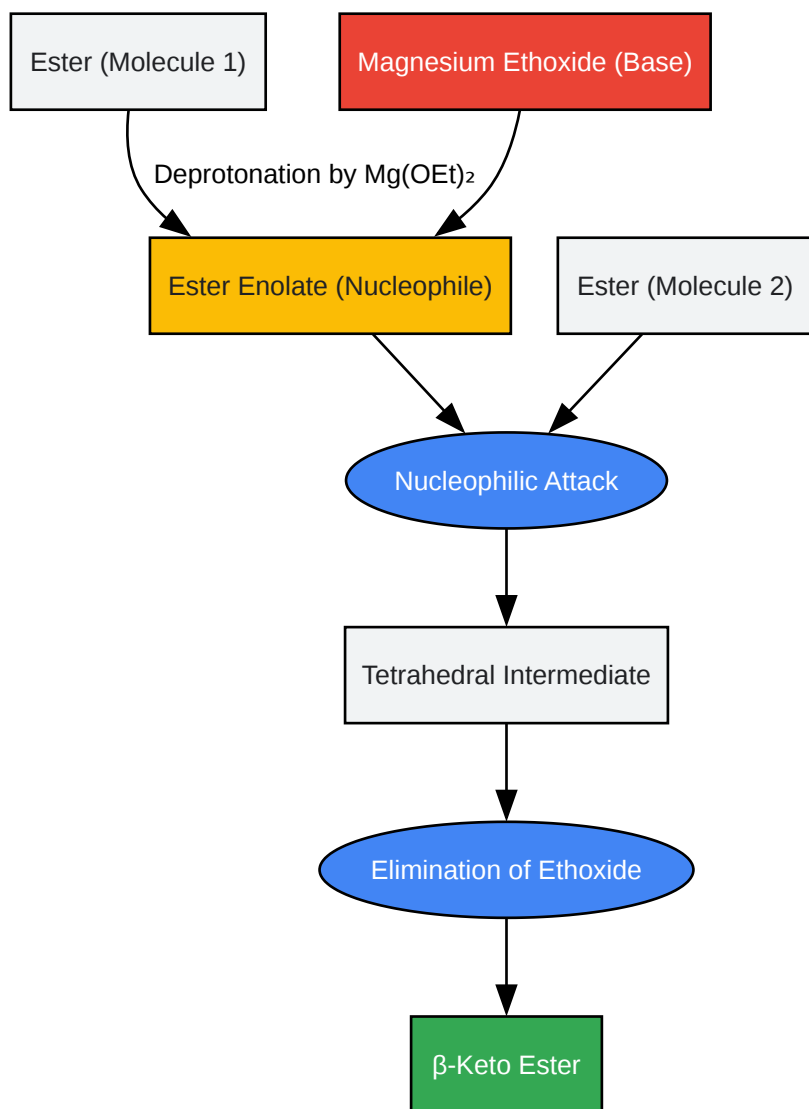 Ester (Molecule 1)
Magnesium Ethoxide (Base)
Deprotonation by Mg(OEt)₂
Ester Enolate (Nucleophile)
Ester (Molecule 2)
Nucleophilic Attack
Tetrahedral Intermediate
Elimination of Ethoxide
β-Keto Ester